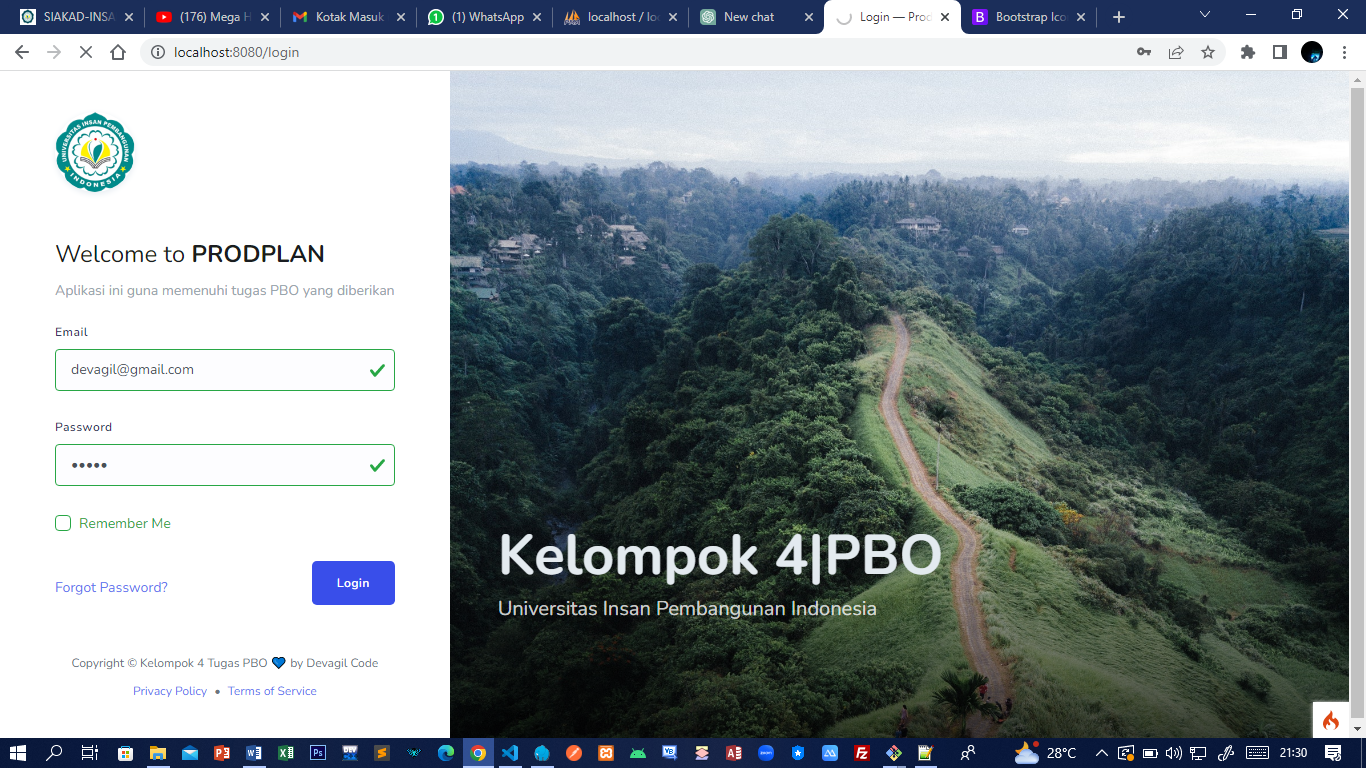 SIAKAD-INSA
(176) Mega H
Kotak Masuk
(1) WhatsApp
localhost / loc
New chat
Login — Prod
Bootstrap Ico
localhost:8080/login
UNIVERSITAS INSAN PEMBANGUNAN
INDONESIA
Welcome to PRODPLAN
Aplikasi ini guna memenuhi tugas PBO yang diberikan
Email
devagil@gmail.com
Password
•••••
Remember Me
Forgot Password?
Login
Copyright © Kelompok 4 Tugas PBO 💙 by Devagil Code
Privacy Policy • Terms of Service
Kelompok 4|PBO
Universitas Insan Pembangunan Indonesia
28°C
21:30